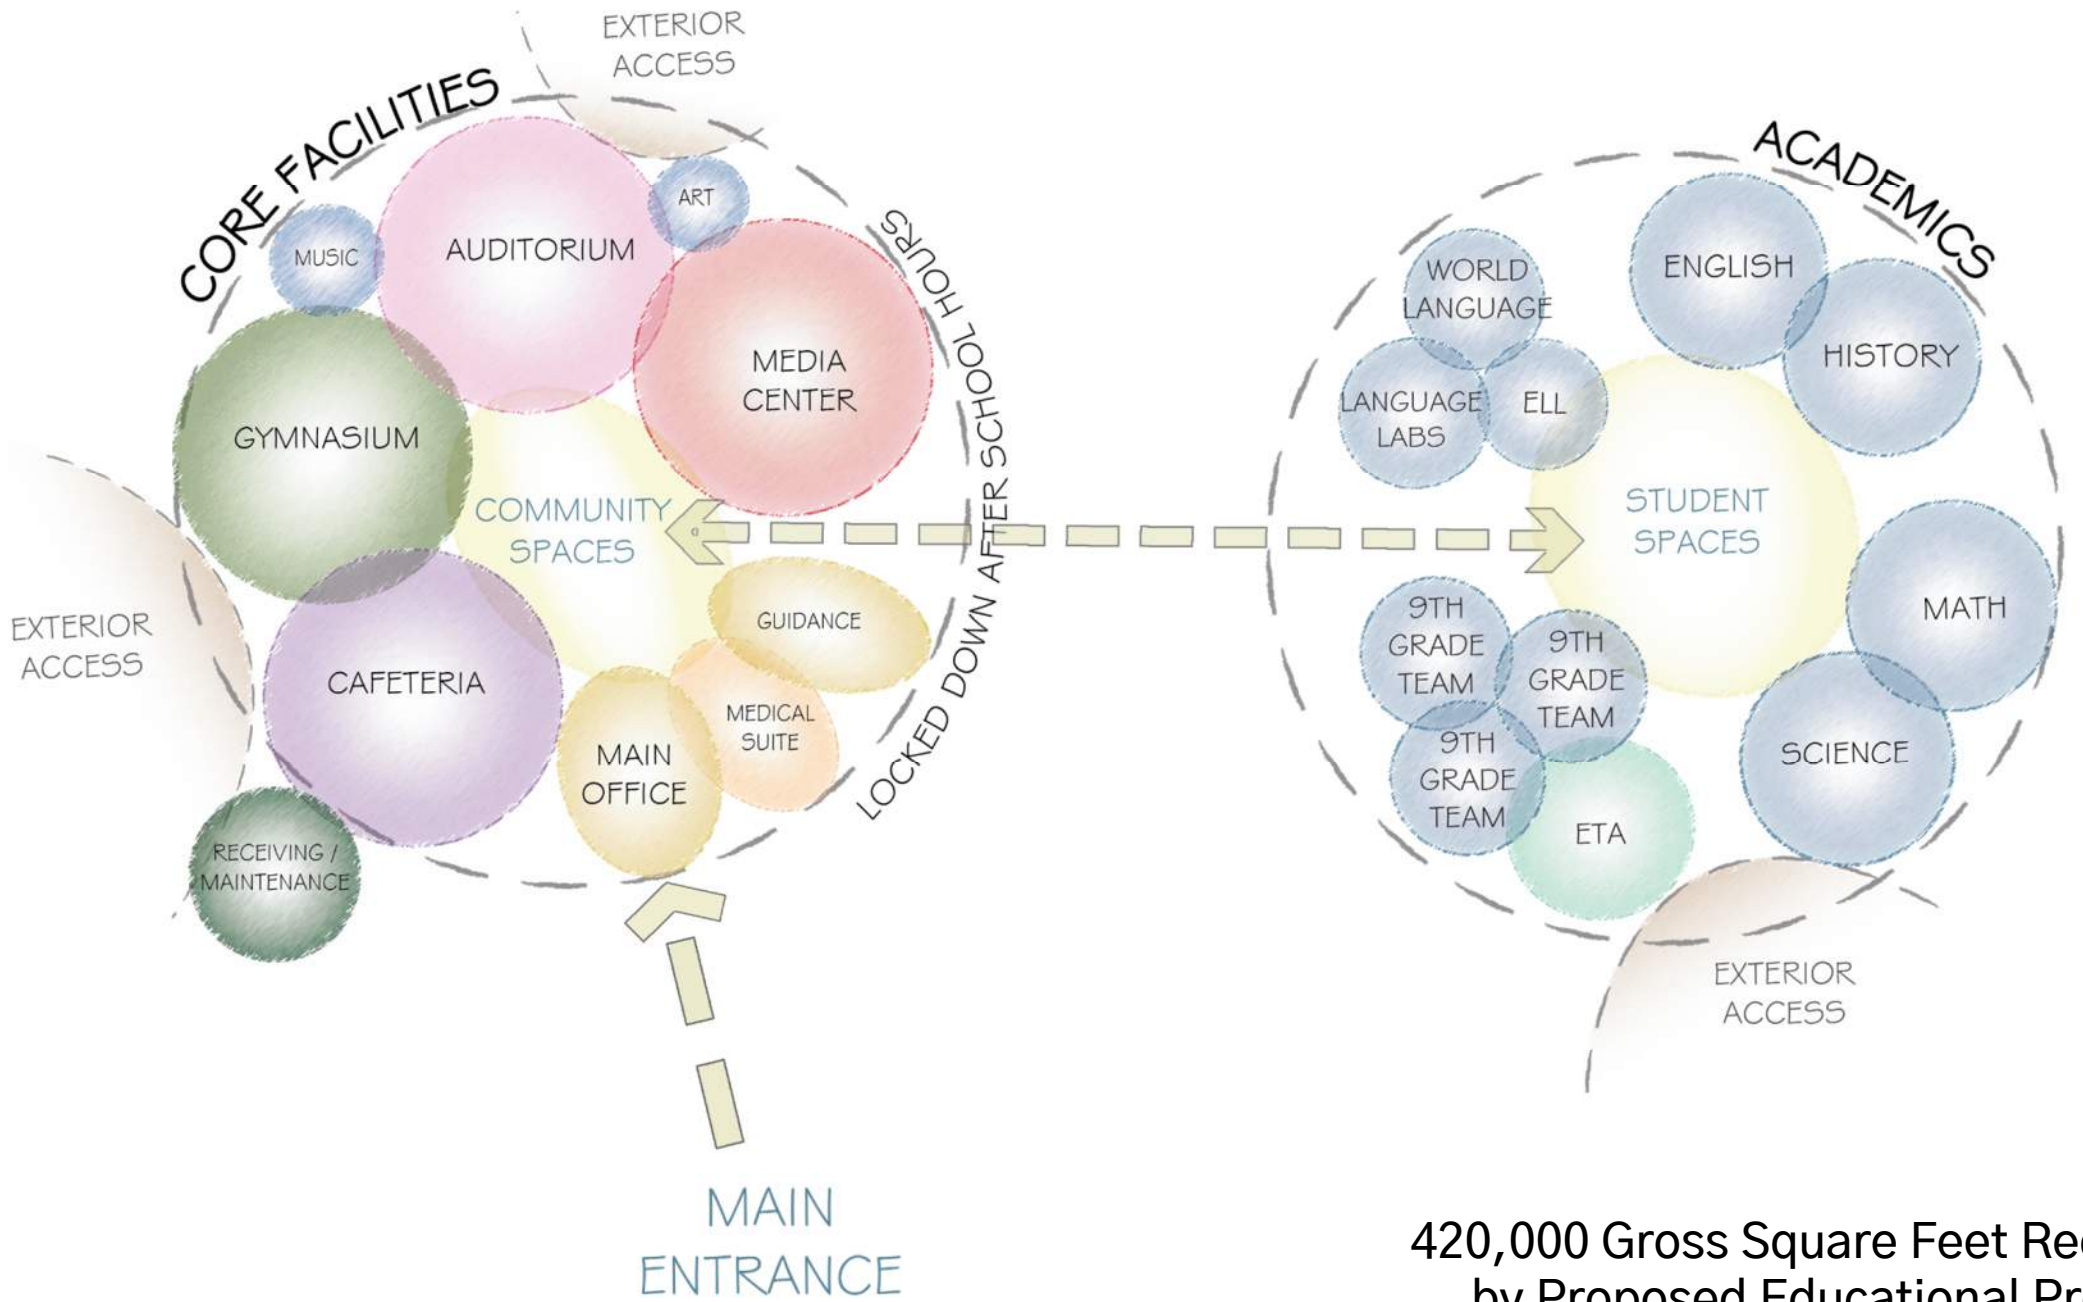 EXTERIOR
ACCESS
CORE FACILITIES
ART
MUSIC
AUDITORIUM
MEDIA
CENTER
GYMNASIUM
COMMUNITY
SPACES
LOCKED DOWN AFTER SCHOOL HOURS
GUIDANCE
EXTERIOR
ACCESS
CAFETERIA
MEDICAL
SUITE
MAIN
OFFICE
RECEIVING /
MAINTENANCE
MAIN
ENTRANCE
ACADEMICS
ENGLISH
WORLD
LANGUAGE
HISTORY
LANGUAGE
LABS
ELL
STUDENT
SPACES
9TH
GRADE
TEAM
9TH
GRADE
TEAM
MATH
9TH
GRADE
TEAM
SCIENCE
ETA
EXTERIOR
ACCESS
420,000 Gross Square Feet
by Proposed Educational